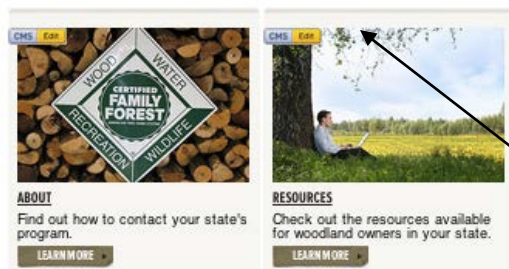 CMS Edit
WOOD
WATER
CERTIFIED
FAMILY
FOREST
RECREATION
WILDLIFE
ABOUT
Find out how to contact your state's
program.
LEARN MORE
CMS Edit
RESOURCES
Check out the resources available
for woodland owners in your state.
LEARN MORE